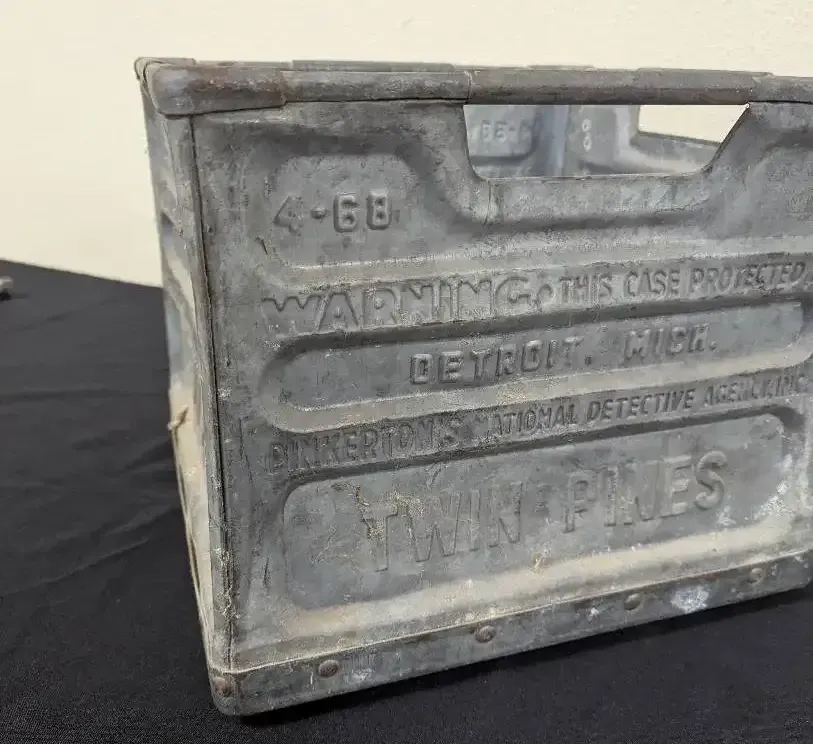 4-68
WARNING. THIS CASE PROTECTED
DETROIT. MICH.
PINKERTON'S NATIONAL DETECTIVE AGENCY, INC.
TWIN PINES